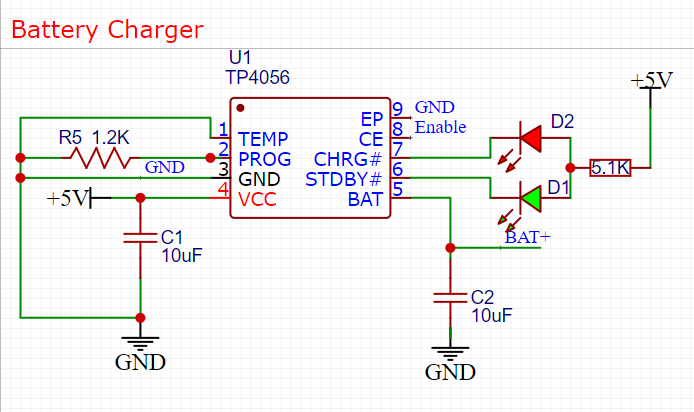 Battery Charger
U1
TP4056
+5V
9 GND
EP
8 Enable
CE
R5 1.2K
1 TEMP
2 PROG
CHRG# 7
D2
GND
3 GND
STDBY# 6
5.1K
+5V
4 VCC
BAT 5
D1
C1
10uF
BAT+
C2
10uF
GND
GND